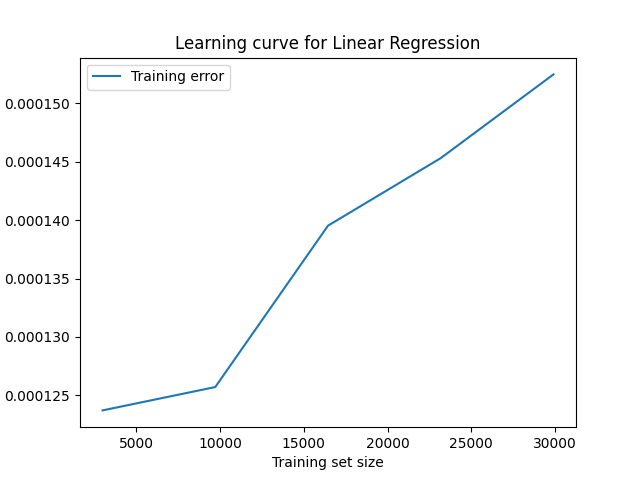 Learning curve for Linear Regression
Training error
0.000150
0.000145
0.000140
0.000135
0.000130
0.000125
5000 10000 15000 20000 25000 30000
Training set size